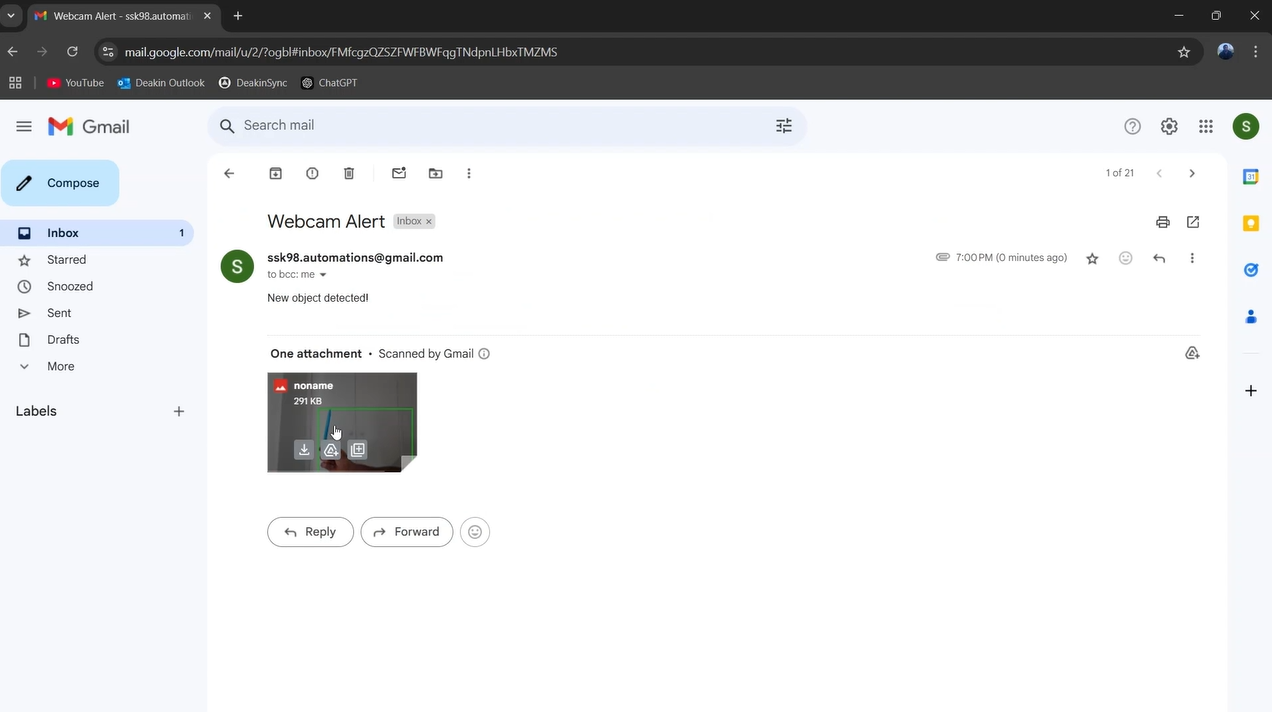 Webcam Alert - ssk98.automati
mail.google.com/mail/u/2/?ogbl#inbox/FMfcgzQZSZFWFBWFqgTNdpnLHbxTMZMS
YouTube Deakin Outlook DeakinSync ChatGPT
Gmail
Search mail
S
Compose
1 of 21
31
Webcam Alert Inbox ×
Inbox 1
S
ssk98.automations@gmail.com
7:00 PM (0 minutes ago)
Starred
to bcc: me
Snoozed
New object detected!
Sent
Drafts
One attachment • Scanned by Gmail
More
noname
291 KB
Labels
Reply Forward